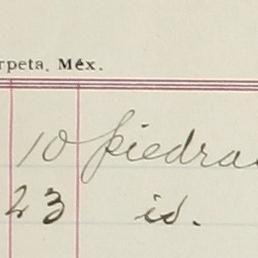 rpeta, Méx.
10 piedra
23 id.